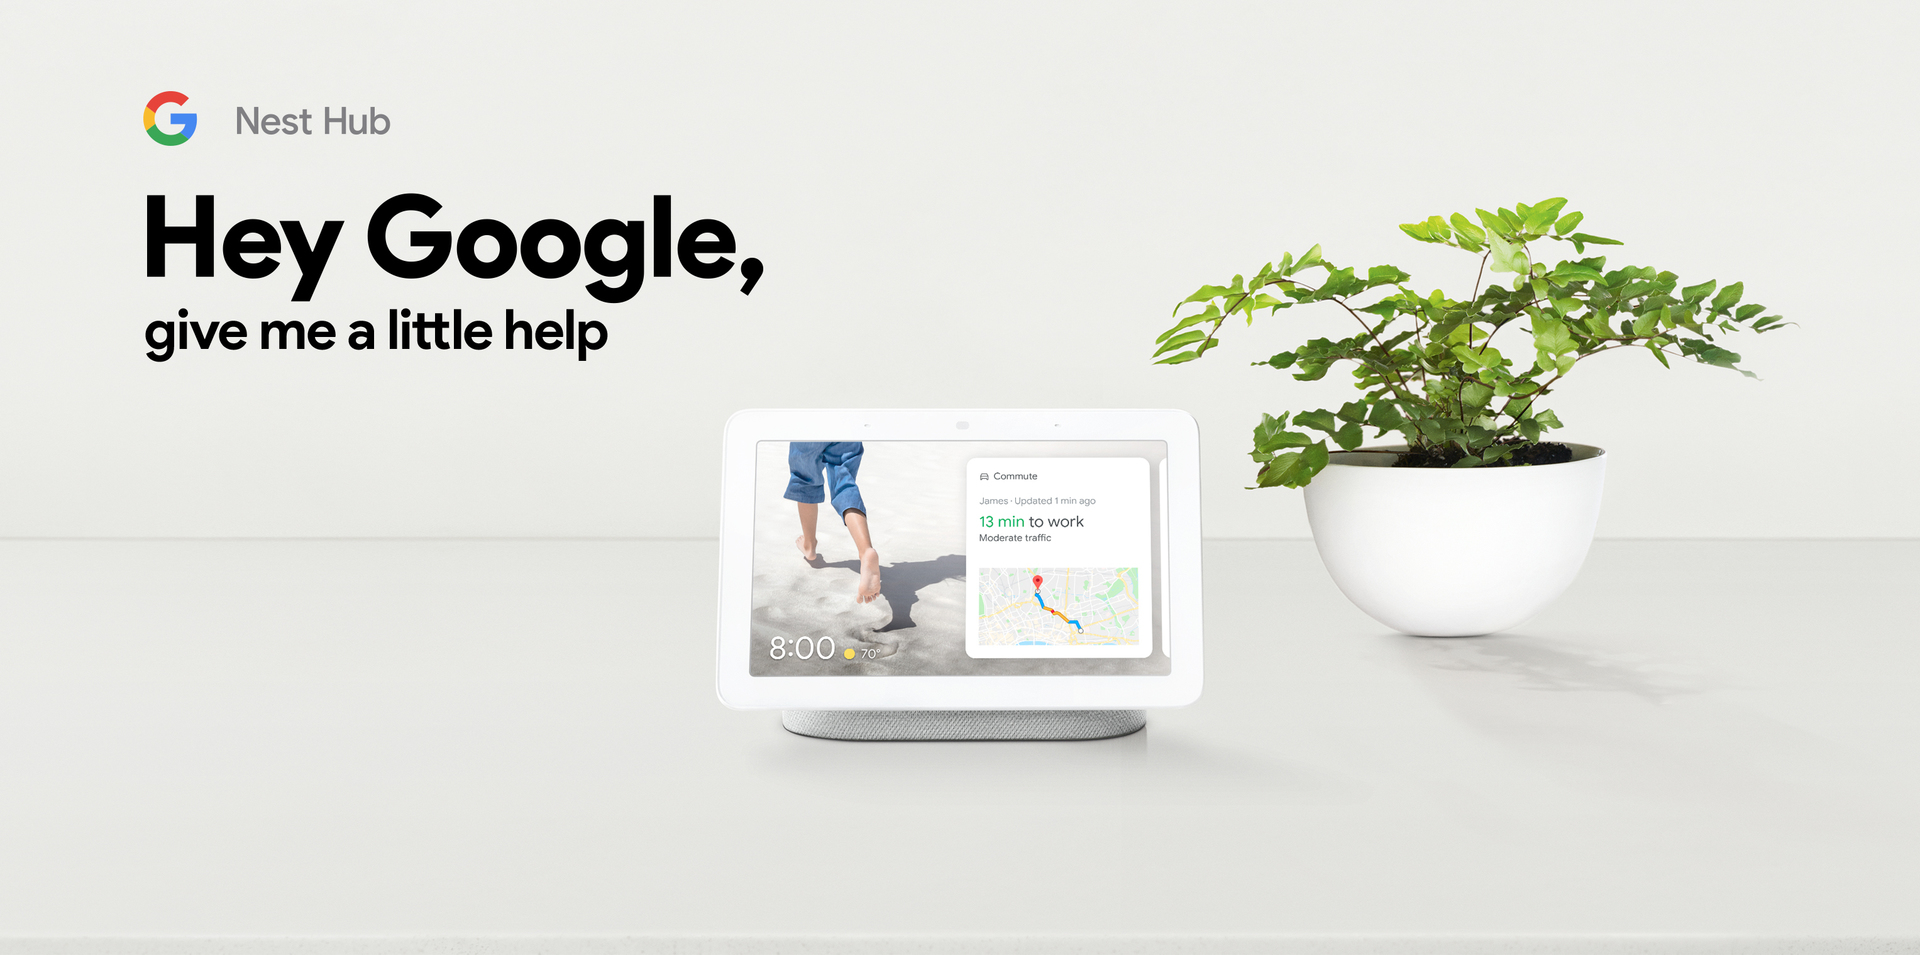 Nest Hub
Hey Google,
give me a little help
Commute
James · Updated 1 min ago
13 min to work
Moderate traffic
8:00 70°